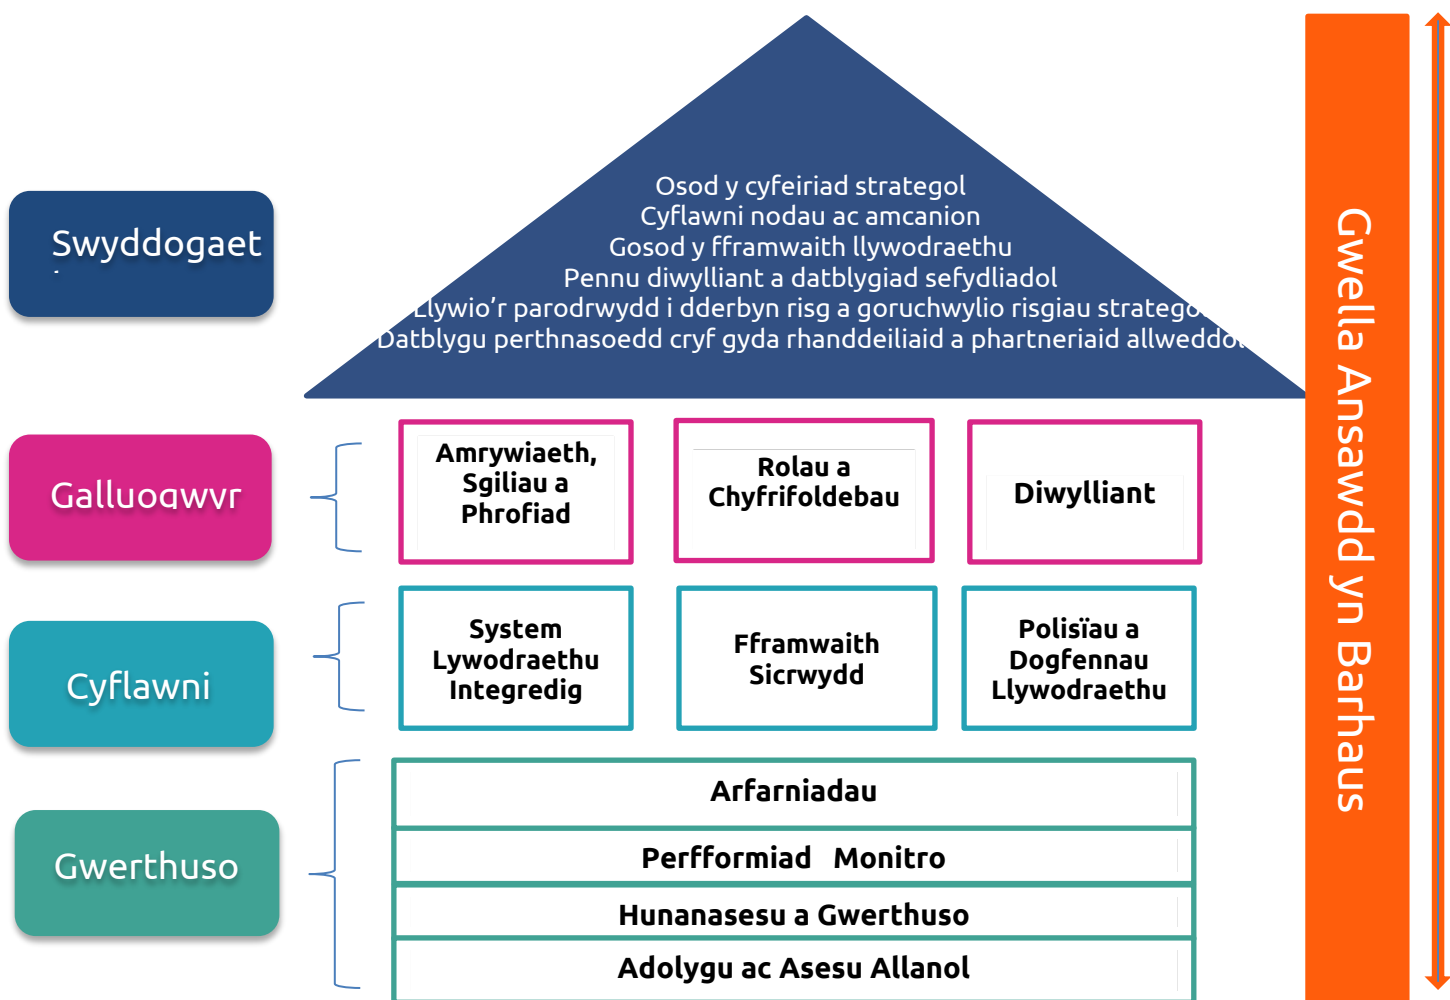 Osod y cyfeiriad strategol
Cyflawni nodau ac amcanion
Gosod y fframwaith llywodraethu
Pennu diwylliant a datblygiad sefydliadol
Llywio’r parodrwydd i dderbyn risg a goruchwylio risgiau
Datblygu perthnasoedd cryf gyda rhanddeiliaid a phartneriaid allweddol
Amrywiaeth,
Sgiliau a
Phrofiad
Rolau a
Chyfrifoldebau
Diwylliant
Cyflawni
System
Lywodraethu
Integredig
Fframwaith
Sicrwydd
Polisïau a
Dogfennau
Llywodraethu
Gwerthuso
Arfarniadau
Perfformiad Monitro
Hunanasesu a Gwerthuso
Adolygu ac Asesu Allanol
Gwella Ansawdd yn Barhaus